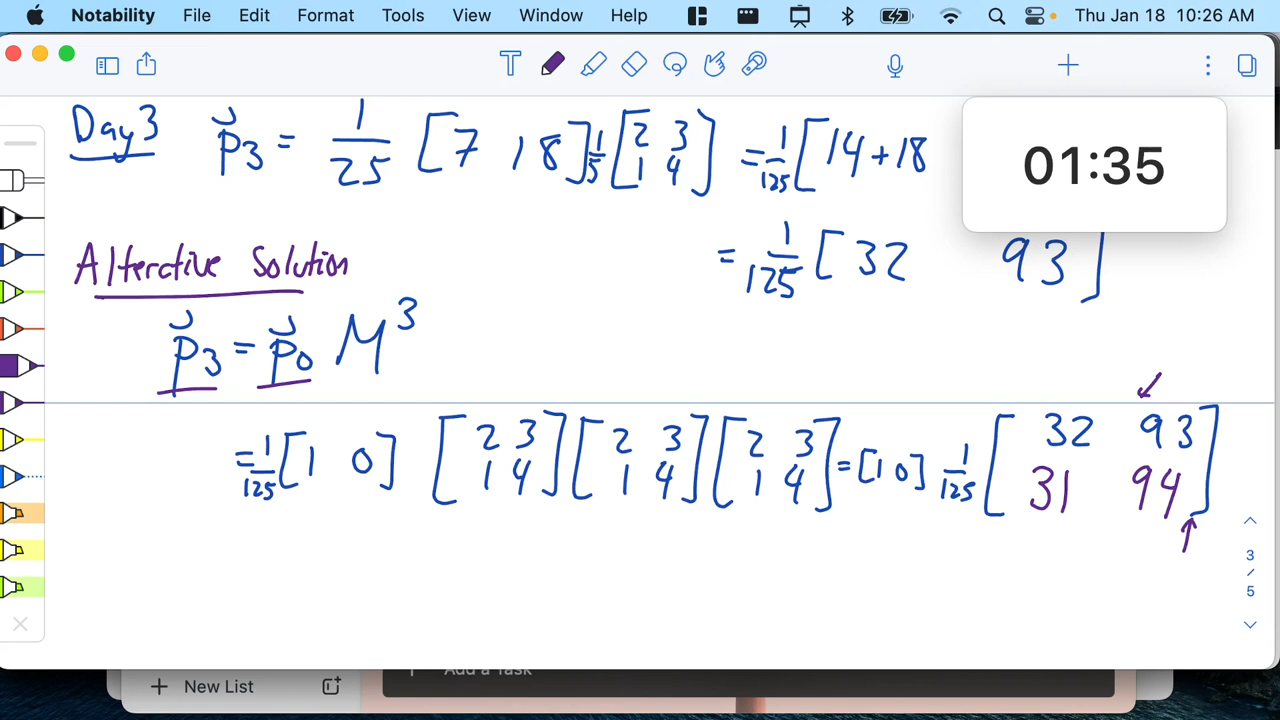 Notability File Edit Format Tools View Window Help Thu Jan 18 10:26 AM
Day 3 p3 = 1/25 [7 18] 1/5 [2 3 1 4] = 1/125 [14+18
01:35
= 1/125 [32 93]
Alterctive Solution
p3 = p0 M^3
= 1/125 [1 0] [2 3 1 4] [2 3 1 4] [2 3 1 4] = [1 0] 1/125 [32 93 31 94]
3
/
5
Add a Task
+ New List